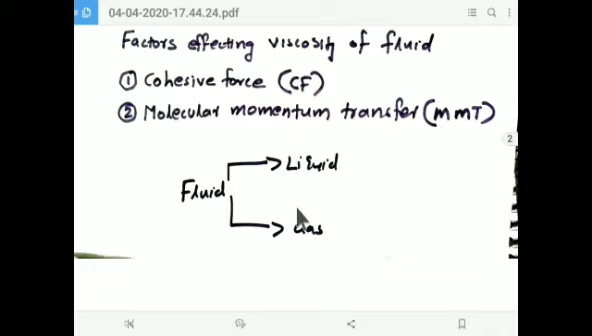 04-04-2020-17.44.24.pdf
Factors effecting viscosity of fluid
① Cohesive force (CF)
② Molecular momentum transfer (MMT)
2
Liquid
Fluid
Gas